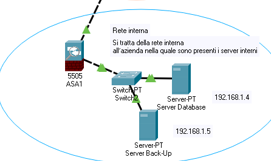 Rete interna
Si tratta della rete interna
all'azienda nella quale sono presenti i server interni
5505
ASA1
Switch-PT
Switch2
Server-PT
Server Database
192.168.1.4
192.168.1.5
Server-PT
Server Back-Up